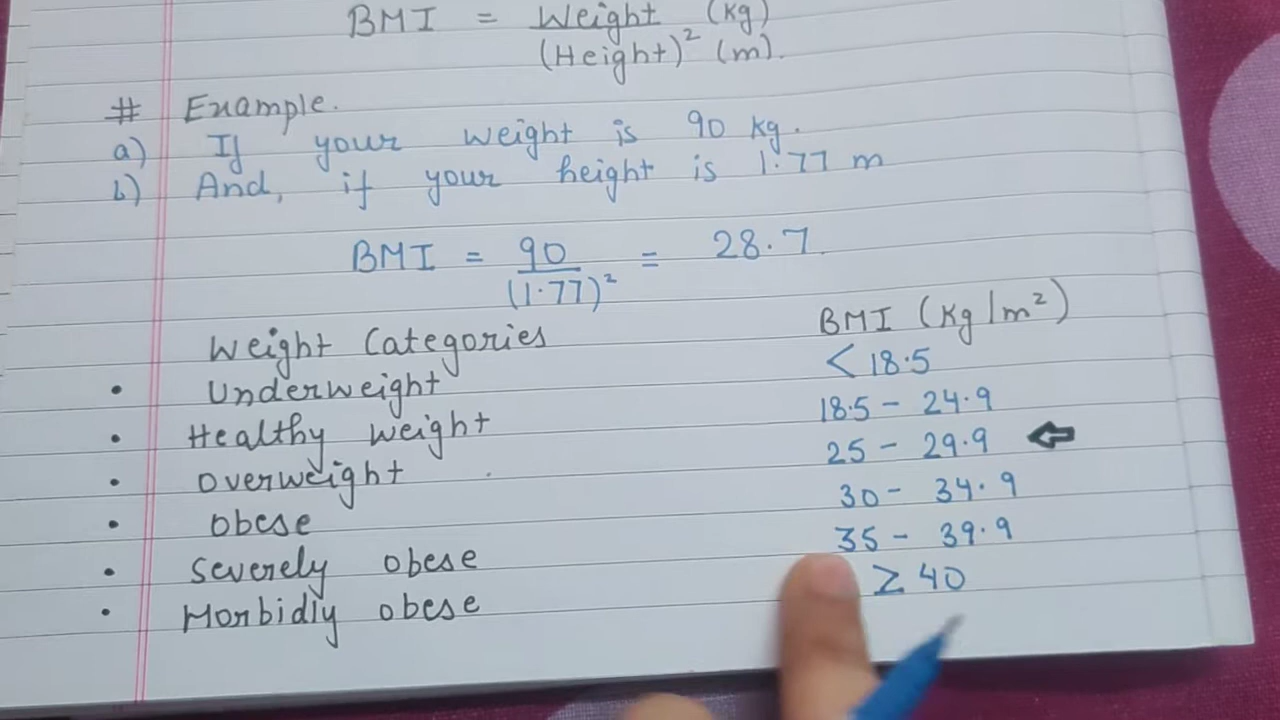 BMI = Weight (kg)
(Height)² (m).
# Example.
a) If your weight is 90 kg.
b) And, if your height is 1.77 m
BMI = 90 = 28.7
(1.77)²
Weight Categories BMI (Kg/m²)
• Underweight < 18.5
• Healthy weight 18.5 - 24.9
• Overweight 25 - 29.9 ⇐
• Obese 30 - 34.9
• Severely obese 35 - 39.9
• Morbidly obese ≥ 40